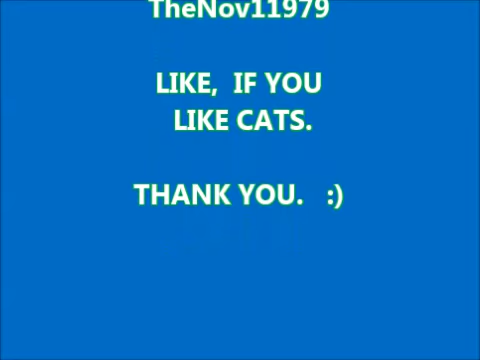 TheNov11979
LIKE,  IF YOU
LIKE CATS.
THANK YOU.   :)